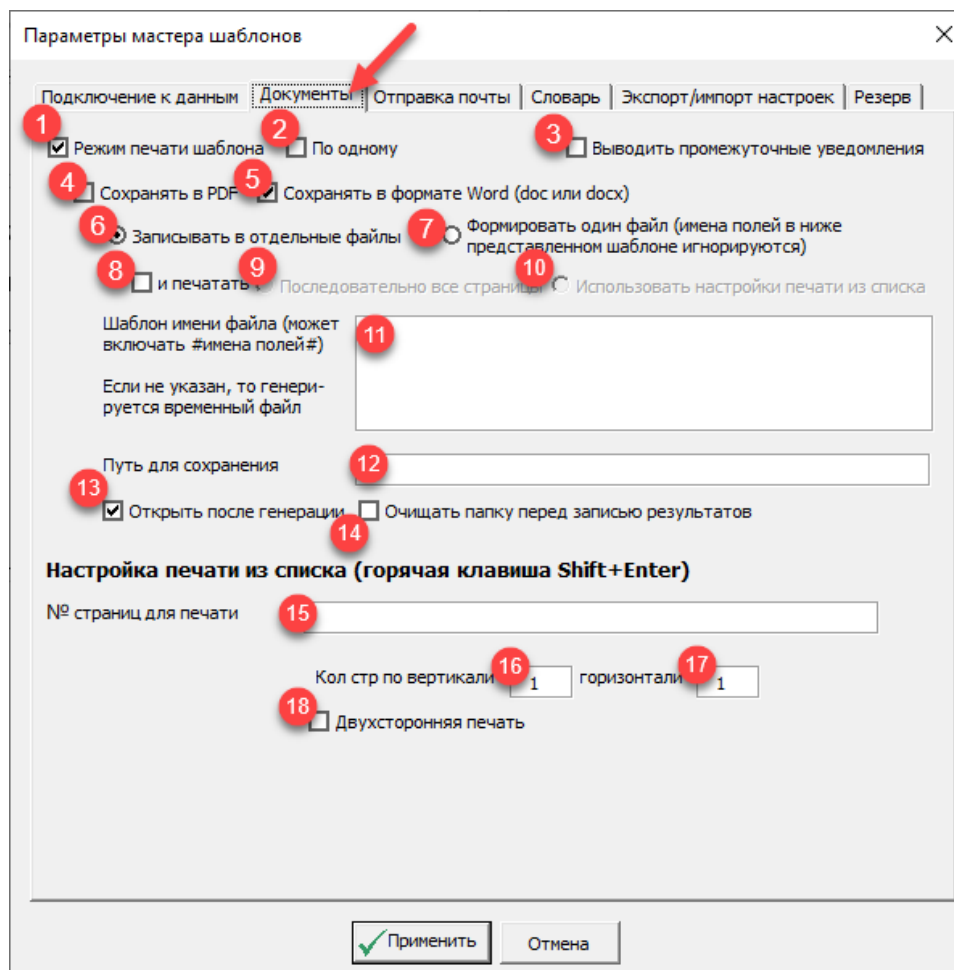 Параметры мастера шаблонов
Подключение к данным Документы Отправка почты Словарь Экспорт/импорт настроек Резерв
1 2 3
Режим печати шаблона По одному Выводить промежуточные уведомления
4 Сохранять в PDF 5 Сохранять в формате Word (doc или docx)
6 Записывать в отдельные файлы 7 Формировать один файл (имена полей в ниже
представленном шаблоне игнорируются)
8 и печатать 9 Последовательно все страницы 10 Использовать настройки печати из списка
Шаблон имени файла (может
включать #имена полей#)
11
Если не указан, то генери-
руется временный файл
Путь для сохранения 12
13 Открыть после генерации 14 Очищать папку перед записью результатов
Настройка печати из списка (горячая клавиша Shift+Enter)
№ страниц для печати 15
Кол стр по вертикали 16 1 горизонтали 17 1
18 Двухсторонняя печать
Применить Отмена